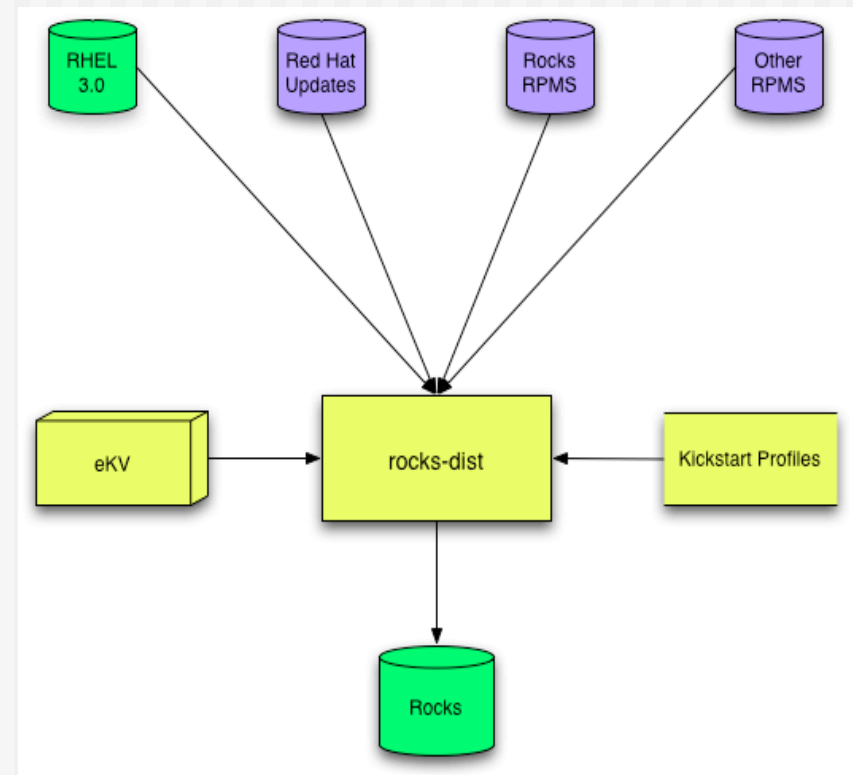 RHEL
3.0
Red Hat
Updates
Rocks
RPMS
Other
RPMS
eKV
rocks-dist
Kickstart Profiles
Rocks